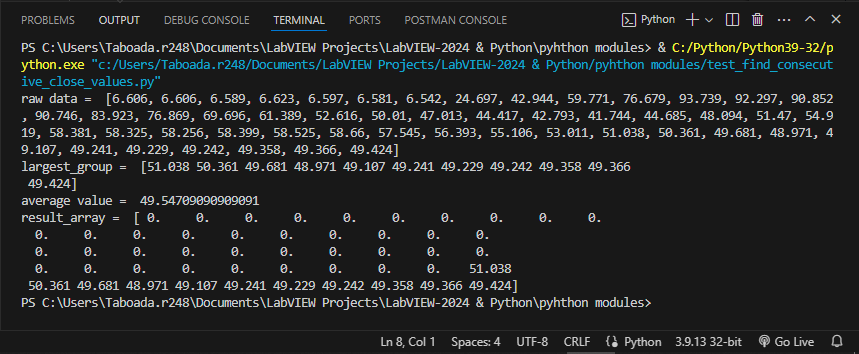 PROBLEMS OUTPUT DEBUG CONSOLE TERMINAL PORTS POSTMAN CONSOLE Python
PS C:\Users\Taboada.r248\Documents\LabVIEW Projects\LabVIEW-2024 & Python\pyhthon modules> & C:/Python/Python39-32/p
ython.exe "c:/Users/Taboada.r248/Documents/LabVIEW Projects/LabVIEW-2024 & Python/pyhthon modules/test_find_consecut
ive_close_values.py"
raw data =  [6.606, 6.606, 6.589, 6.623, 6.597, 6.581, 6.542, 24.697, 42.944, 59.771, 76.679, 93.739, 92.297, 90.852
, 90.746, 83.923, 76.869, 69.696, 61.389, 52.616, 50.01, 47.013, 44.417, 42.793, 41.744, 44.685, 48.094, 51.47, 54.9
19, 58.381, 58.325, 58.256, 58.399, 58.525, 58.66, 57.545, 56.393, 55.106, 53.011, 51.038, 50.361, 49.681, 48.971, 4
9.107, 49.241, 49.229, 49.242, 49.358, 49.366, 49.424]
largest_group =  [51.038 50.361 49.681 48.971 49.107 49.241 49.229 49.242 49.358 49.366
 49.424]
average value =  49.54709090909091
result_array =  [ 0. 0. 0. 0. 0. 0. 0. 0. 0. 0.
0. 0. 0. 0. 0. 0. 0. 0. 0. 0.
0. 0. 0. 0. 0. 0. 0. 0. 0. 0.
0. 0. 0. 0. 0. 0. 0. 0. 0. 51.038
50.361 49.681 48.971 49.107 49.241 49.229 49.242 49.358 49.366 49.424]
PS C:\Users\Taboada.r248\Documents\LabVIEW Projects\LabVIEW-2024 & Python\pyhthon modules>
Ln 8, Col 1 Spaces: 4 UTF-8 CRLF Python 3.9.13 32-bit Go Live